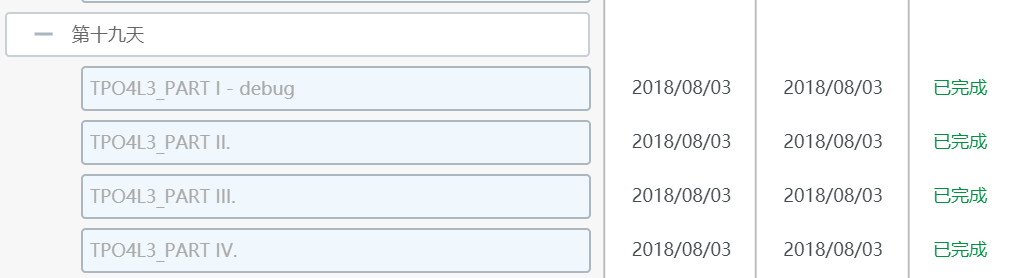 第十九天
TPO4L3_PART I - debug 2018/08/03 2018/08/03 已完成
TPO4L3_PART II. 2018/08/03 2018/08/03 已完成
TPO4L3_PART III. 2018/08/03 2018/08/03 已完成
TPO4L3_PART IV. 2018/08/03 2018/08/03 已完成